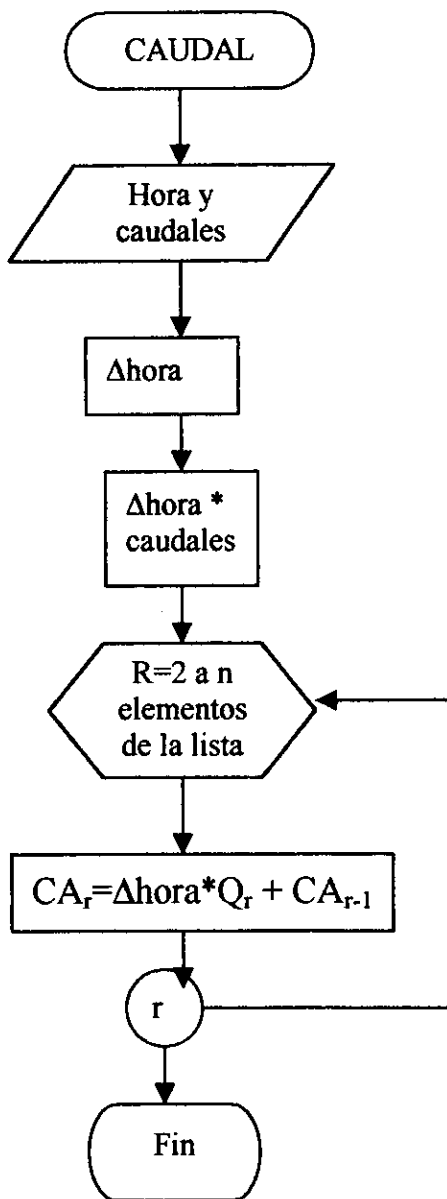 CAUDAL
Hora y
caudales
Δhora
Δhora *
caudales
R=2 a n
elementos
de la lista
CAᵣ=Δhora*Qᵣ + CAᵣ₋₁
r
Fin